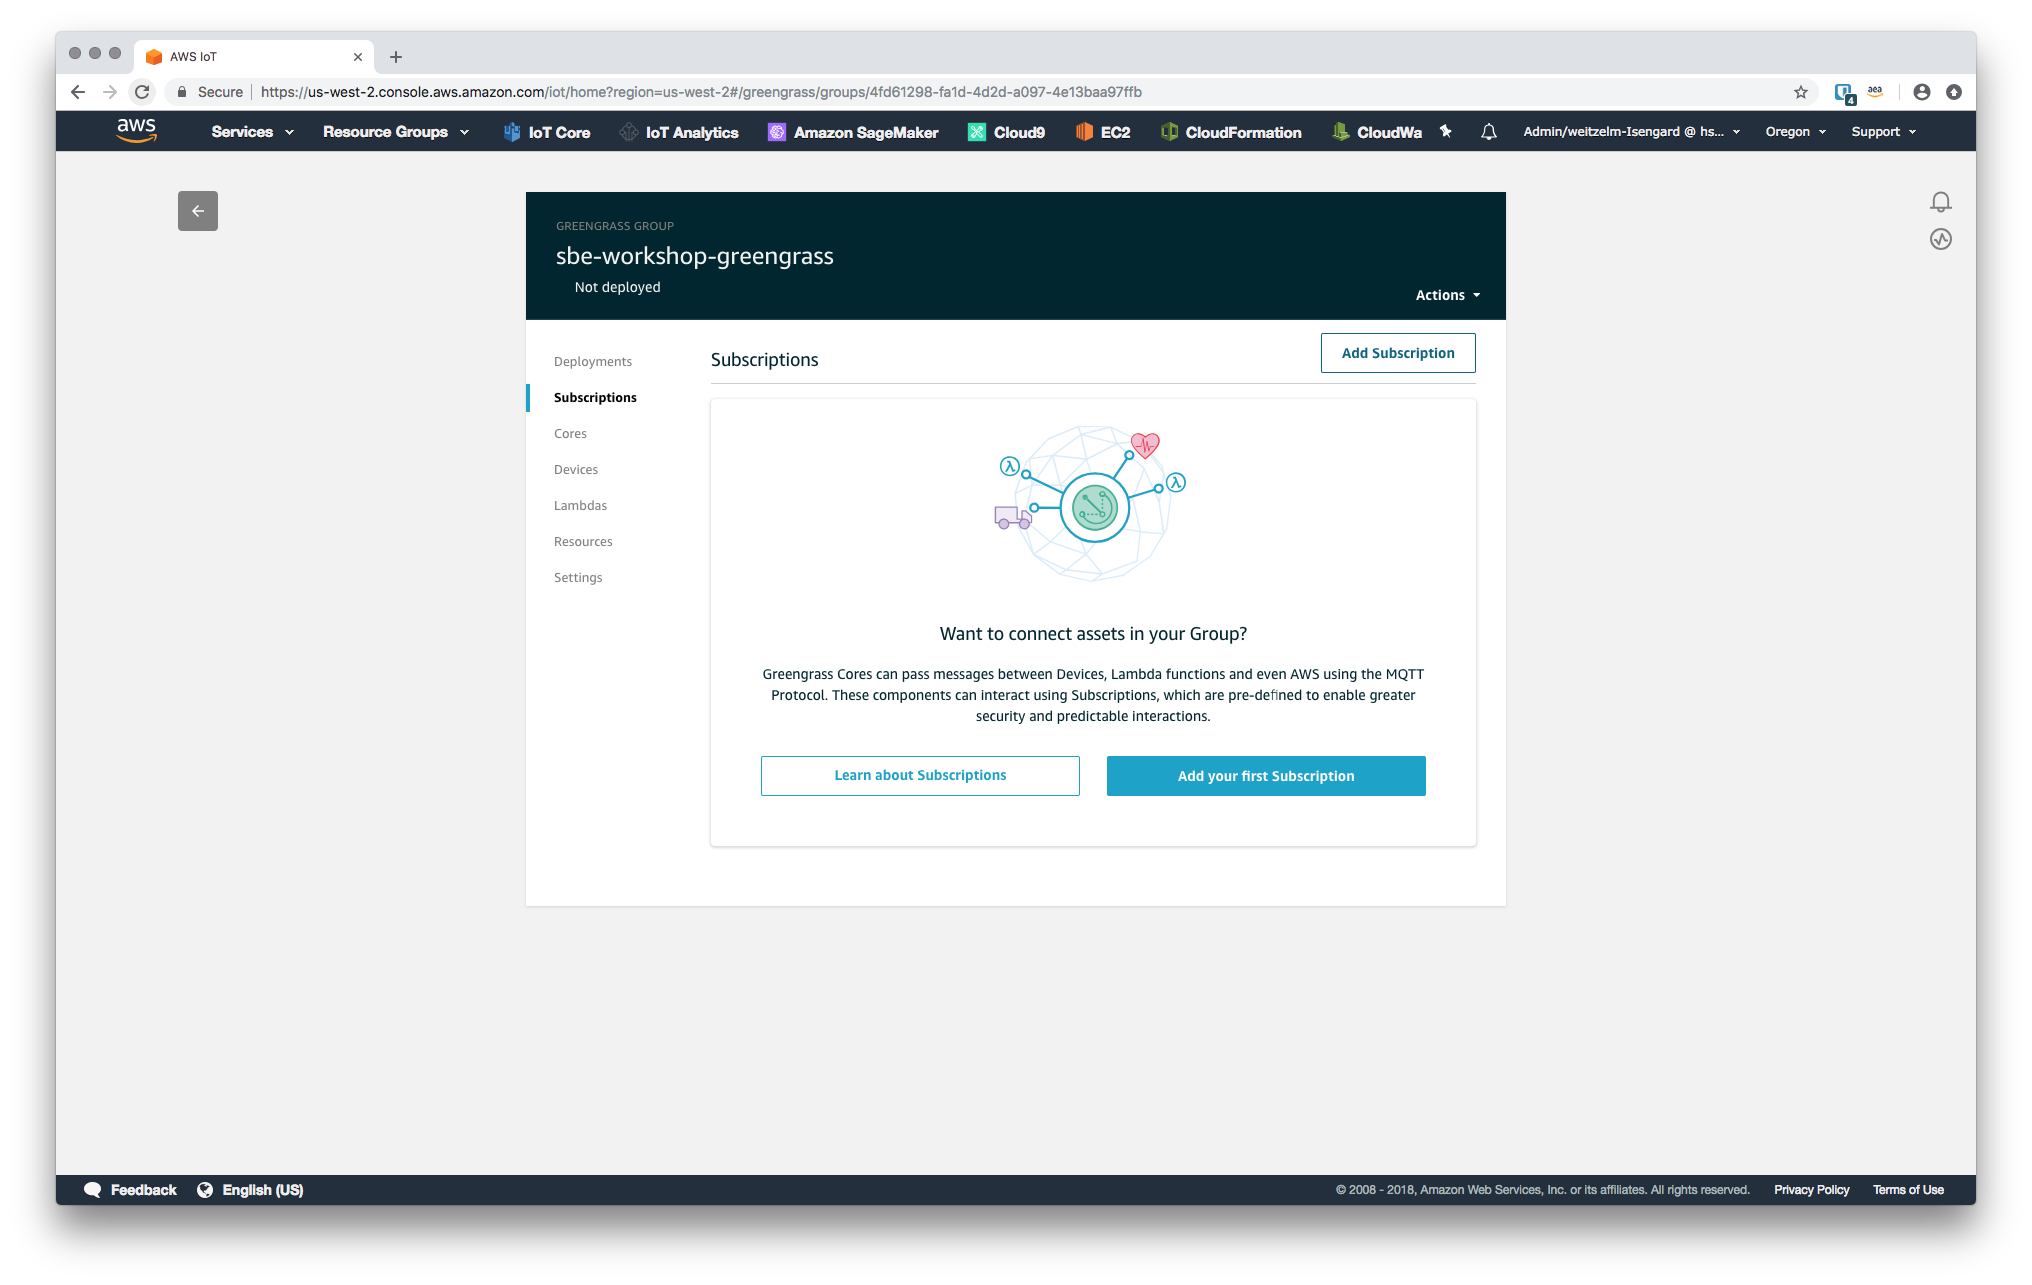 AWS IoT
Secure https://us-west-2.console.aws.amazon.com/iot/home?region=us-west-2#/greengrass/groups/4fd61298-fa1d-4d2d-a097-4e13baa97ffb
4
aea
aws Services Resource Groups IoT Core IoT Analytics Amazon SageMaker Cloud9 EC2 CloudFormation CloudWa Admin/weitzelm-Isengard @ hs... Oregon Support
GREENGRASS GROUP
sbe-workshop-greengrass
Not deployed
Actions
Deployments
Subscriptions
Cores
Devices
Lambdas
Resources
Settings
Subscriptions
Add Subscription
λ
λ
Want to connect assets in your Group?
Greengrass Cores can pass messages between Devices, Lambda functions and even AWS using the MQTT
Protocol. These components can interact using Subscriptions, which are pre-defined to enable greater
security and predictable interactions.
Learn about Subscriptions
Add your first Subscription
Feedback English (US) © 2008 - 2018, Amazon Web Services, Inc. or its affiliates. All rights reserved. Privacy Policy Terms of Use